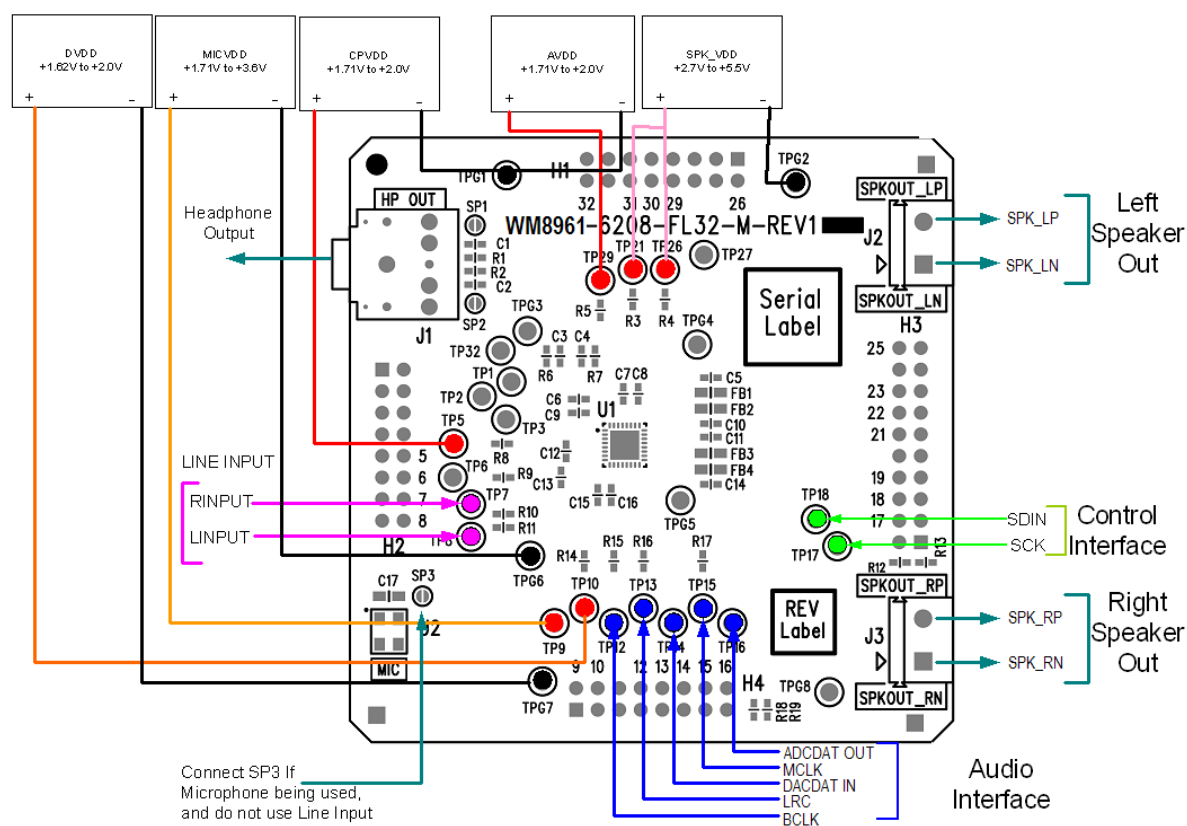 DVDD
+1.62V to +2.0V
+
-
MICVDD
+1.71V to +3.6V
+
-
CPVDD
+1.71V to +2.0V
+
-
AVDD
+1.71V to +2.0V
+
-
SPK_VDD
+2.7V to +5.5V
+
-
TPG1
H1
TPG2
32
31
30
29
26
WM8961-6208-FL32-M-REV1
HP OUT
SP1
C1
R1
R2
C2
SP2
J1
Headphone
Output
TP29
TP21
TP26
TP27
R5
R3
R4
Serial
Label
SPKOUT_LP
J2
SPKOUT_LN
H3
SPK_LP
SPK_LN
Left
Speaker
Out
TPG3
TP32
TP1
TP2
TP3
TP5
TP6
C3
C4
R6
R7
TPG4
C7
C8
C6
C9
U1
C5
FB1
FB2
C10
C11
FB3
FB4
C14
25
23
22
21
19
18
17
R8
R9
C12
C13
C15
C16
TPG5
LINE INPUT
RINPUT
LINPUT
5
6
7
8
H2
TP7
TP8
R10
R11
TPG6
TP18
TP17
SDIN
SCK
Control
Interface
R12
R13
R14
R15
R16
R17
C17
SP3
U2
MIC
TP10
TP13
TP15
TP9
TP12
TP14
TP16
REV
Label
SPKOUT_RP
J3
SPKOUT_RN
SPK_RP
SPK_RN
Right
Speaker
Out
9
10
12
13
14
15
16
TPG7
H4
TPG8
R18
R19
Connect SP3 If
Microphone being used,
and do not use Line Input
ADCDAT OUT
MCLK
DACDAT IN
LRC
BCLK
Audio
Interface